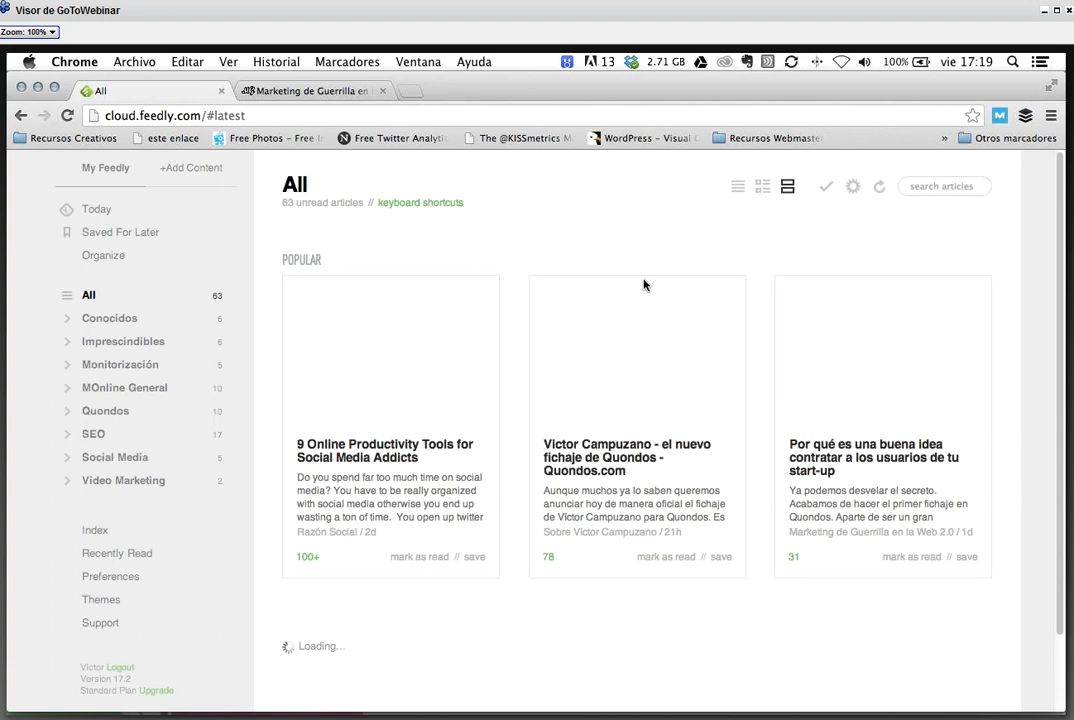 Visor de GoToWebinar
Zoom: 100%
Chrome Archivo Editar Ver Historial Marcadores Ventana Ayuda 13 2.71 GB 100% vie 17:19
All Marketing de Guerrilla en
cloud.feedly.com/#latest
Recursos Creativos este enlace Free Photos - Free Free Twitter Analytic The @KISSmetrics M WordPress - Visual Recursos Webmaste » Otros marcadores
My Feedly +Add Content
Today
Saved For Later
Organize
All 63
Conocidos 6
Imprescindibles 6
Monitorización 5
MOnline General 10
Quondos 10
SEO 17
Social Media 5
Video Marketing 2
Index
Recently Read
Preferences
Themes
Support
Víctor Logout
Version 17.2
Standard Plan Upgrade
All
63 unread articles // keyboard shortcuts
search articles
POPULAR
9 Online Productivity Tools for
Social Media Addicts
Do you spend far too much time on social
media? You have to be really organized
with social media otherwise you end up
wasting a ton of time. You open up twitter
Razón Social / 2d
100+ mark as read // save
Victor Campuzano - el nuevo
fichaje de Quondos -
Quondos.com
Aunque muchos ya lo saben queremos
anunciar hoy de manera oficial el fichaje
de Víctor Campuzano para Quondos. Es
Sobre Víctor Campuzano / 21h
78 mark as read // save
Por qué es una buena idea
contratar a los usuarios de tu
start-up
Ya podemos desvelar el secreto.
Acabamos de hacer el primer fichaje en
Quondos. Aparte de ser un gran
Marketing de Guerrilla en la Web 2.0 / 1d
31 mark as read // save
Loading...